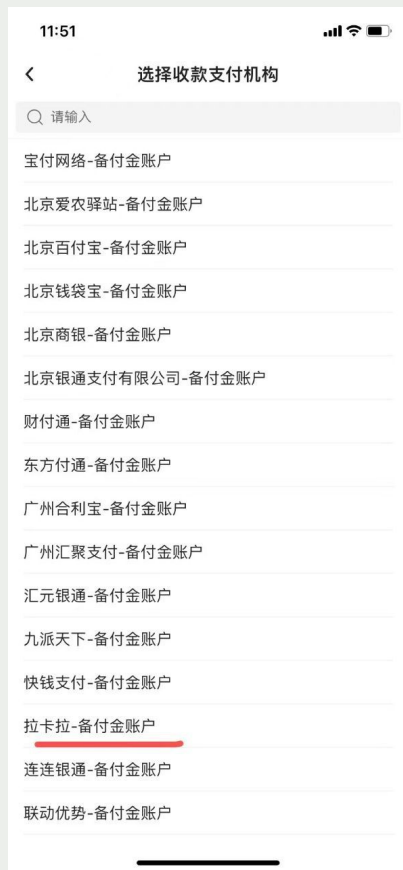 11:51
选择收款支付机构
请输入
宝付网络-备付金账户
北京爱农驿站-备付金账户
北京百付宝-备付金账户
北京钱袋宝-备付金账户
北京商银-备付金账户
北京银通支付有限公司-备付金账户
财付通-备付金账户
东方付通-备付金账户
广州合利宝-备付金账户
广州汇聚支付-备付金账户
汇元银通-备付金账户
九派天下-备付金账户
快钱支付-备付金账户
拉卡拉-备付金账户
连连银通-备付金账户
联动优势-备付金账户